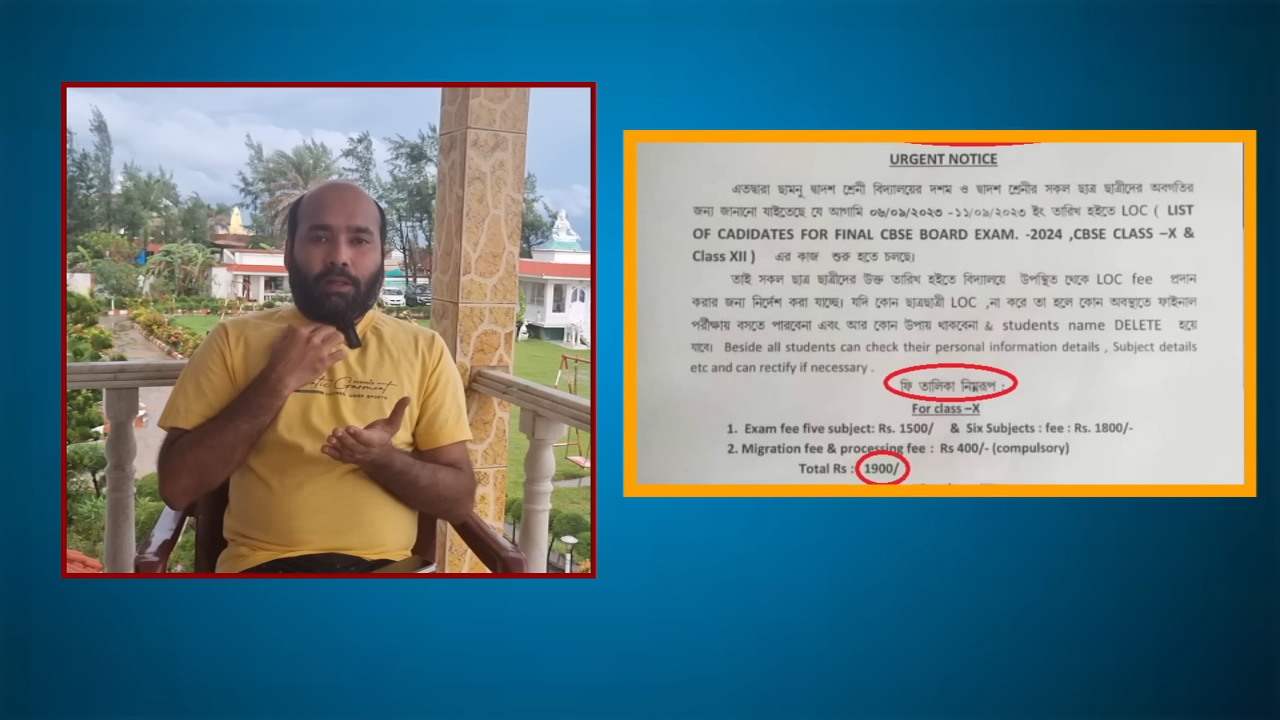 URGENT NOTICE
এতদ্বারা ছামনু দ্বাদশ শ্রেনী বিদ্যালয়ের দশম ও দ্বাদশ শ্রেনীর সকল ছাত্র ছাত্রীদের অবগতির
জন্য জানানো যাইতেছে যে আগামি ০৬/০৯/২০২৩ -১১/০৯/২০২৩ ইং তারিখ হইতে LOC ( LIST
OF CADIDATES FOR FINAL CBSE BOARD EXAM. -2024 ,CBSE CLASS –X &
Class XII ) এর কাজ শুরু হতে চলছে।
তাই সকল ছাত্র ছাত্রীদের উক্ত তারিখ হইতে বিদ্যালয়ে উপস্থিত থেকে LOC fee প্রদান
করার জন্য নির্দেশ করা যাচ্ছে। যদি কোন ছাত্রছাত্রী LOC ,না করে তা হলে কোন অবস্থাতে ফাইনাল
পরীক্ষায় বসতে পারবেনা এবং আর কোন উপায় থাকবেনা & students name DELETE হয়ে
যাবে। Beside all students can check their personal information details , Subject details
etc and can rectify if necessary .
ফি তালিকা নিম্নরূপ :
For class –X
1. Exam fee five subject: Rs. 1500/ & Six Subjects : fee : Rs. 1800/-
2. Migration fee & processing fee : Rs 400/- (compulsory)
Total Rs : 1900/